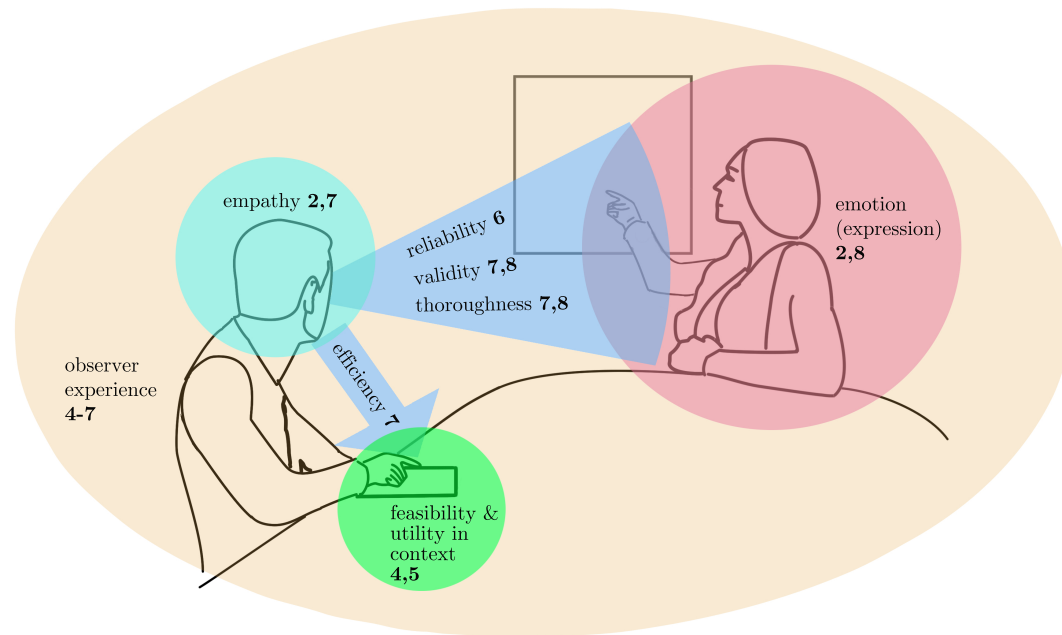 empathy 2,7
reliability 6
validity 7,8
thoroughness 7,8
emotion
(expression)
2,8
efficiency 7
observer
experience
4-7
feasibility &
utility in
context
4,5